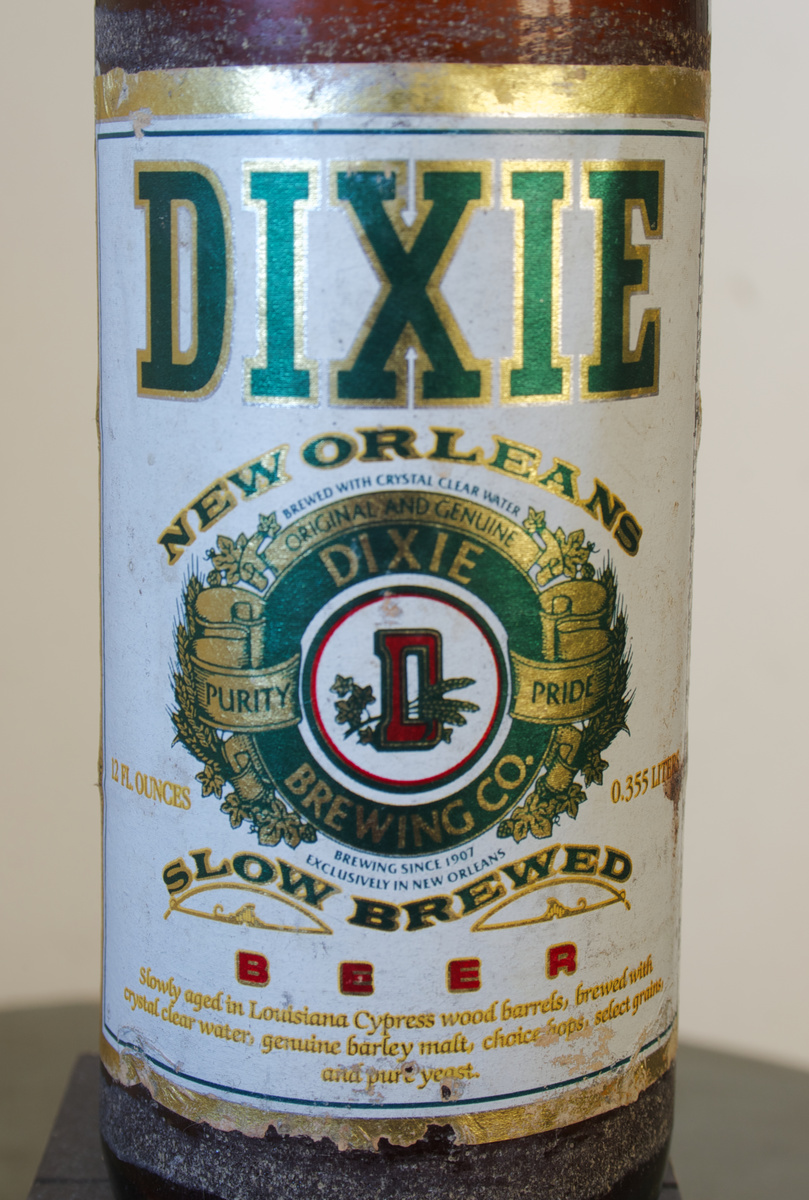 DIXIE
NEW ORLEANS
BREWED WITH CRYSTAL CLEAR WATER
ORIGINAL AND GENUINE
DIXIE
D
PURITY
PRIDE
BREWING CO.
12 FL. OUNCES
0.355 LITERS
BREWING SINCE 1907
EXCLUSIVELY IN NEW ORLEANS
SLOW BREWED
BEER
Slowly aged in Louisiana Cypress wood barrels, brewed with
crystal clear water, genuine barley malt, choice hops, select grains,
and pure yeast.